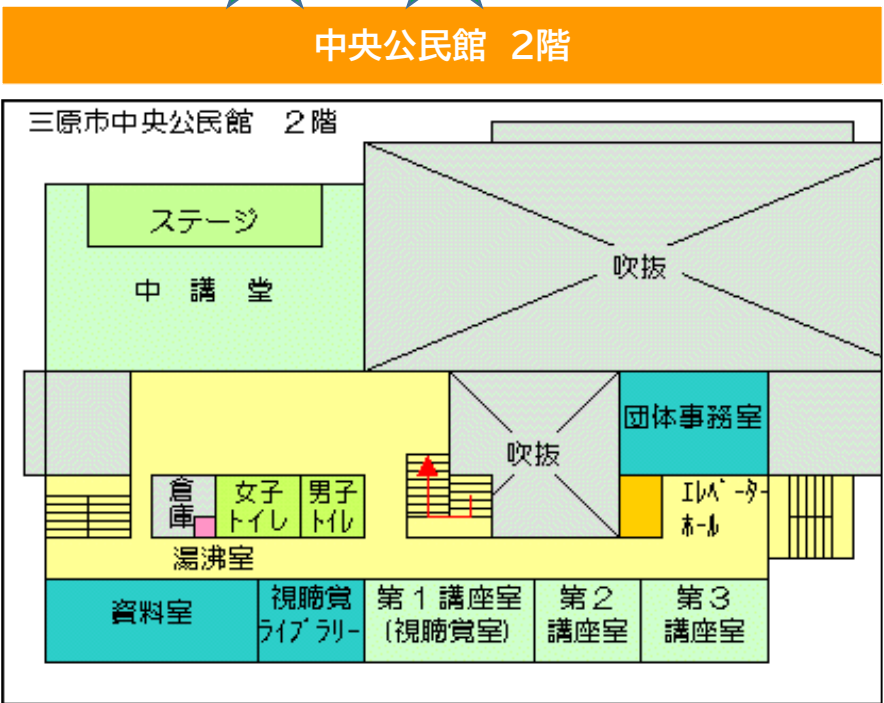 中央公民館 2階
三原市中央公民館 2階
ステージ
中講堂
吹抜
団体事務室
吹抜
倉庫
女子
トイレ
男子
トイレ
エレベーター
ホール
湯沸室
資料室
視聴覚
ライブラリー
第1講座室
(視聴覚室)
第2
講座室
第3
講座室